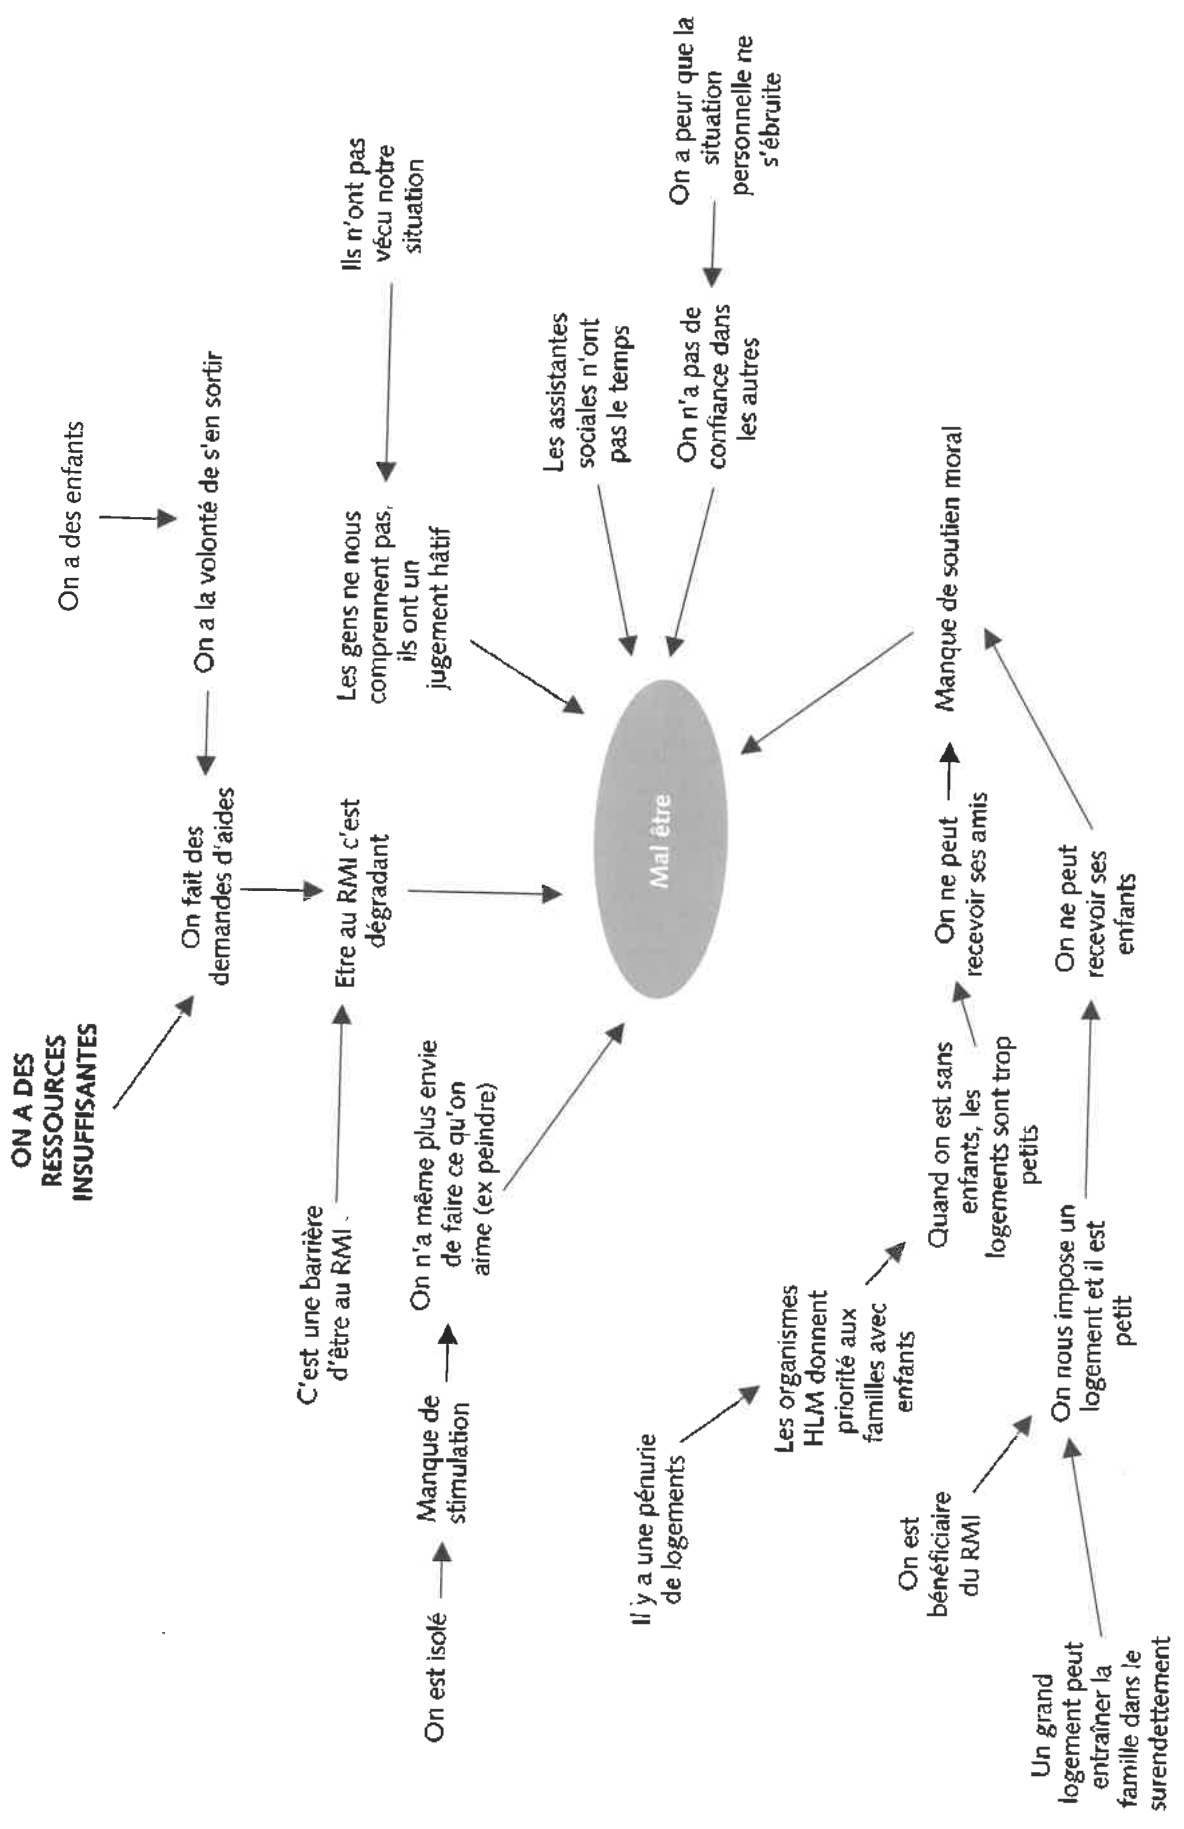 ON A DES
RESSOURCES
INSUFFISANTES
On a des enfants
On a la volonté de s'en sortir
On fait des
demandes d'aides
Ils n'ont pas
vécu notre
situation
Les gens ne nous
comprennent pas,
ils ont un
jugement hâtif
Etre au RMI c'est
dégradant
C'est une barrière
d'être au RMI.
On est isolé
Manque de
stimulation
On n'a même plus envie
de faire ce qu'on
aime (ex peindre)
Les assistantes
sociales n'ont
pas le temps
On a peur que la
situation
personnelle ne
s'ébruite
On n'a pas de
confiance dans
les autres
Mal être
Il y a une pénurie
de logements
Les organismes
HLM donnent
priorité aux
familles avec
enfants
Quand on est sans
enfants, les
logements sont trop
petits
On ne peut
recevoir ses amis
Manque de soutien moral
On est
bénéficiaire
du RMI
Un grand
logement peut
entraîner la
famille dans le
surendettement
On nous impose un
logement et il est
petit
On ne peut
recevoir ses
enfants